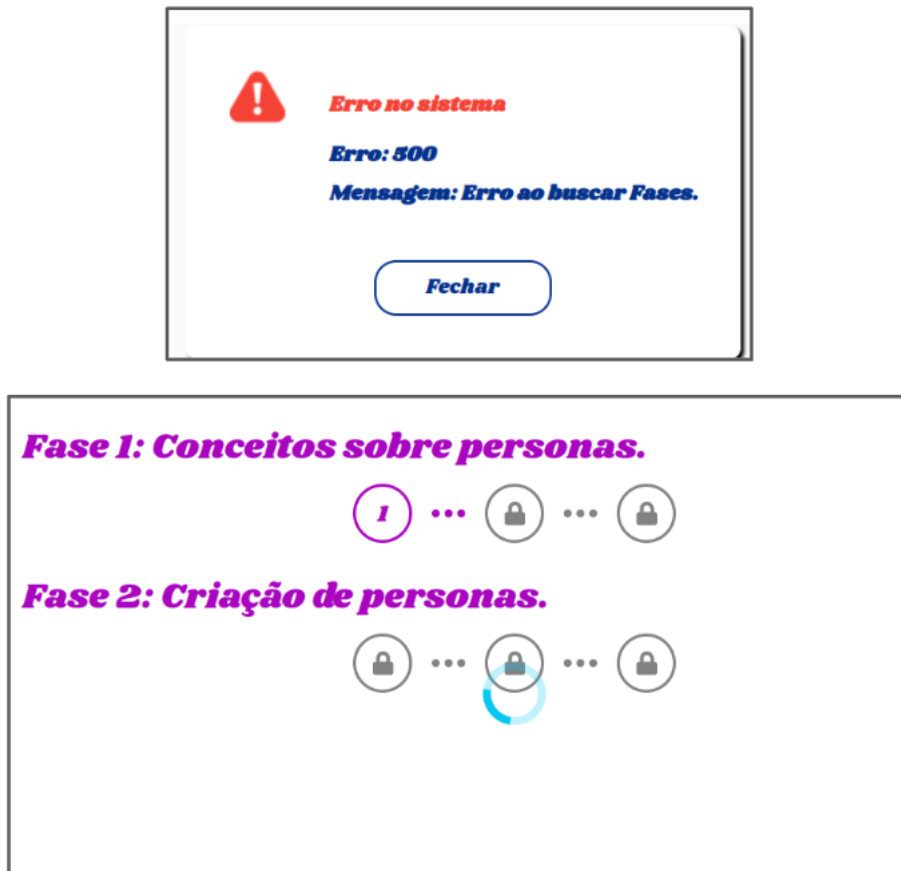 Erro no sistema
Erro: 500
Mensagem: Erro ao buscar Fases.
Fechar
Fase 1: Conceitos sobre personas.
1
Fase 2: Criação de personas.